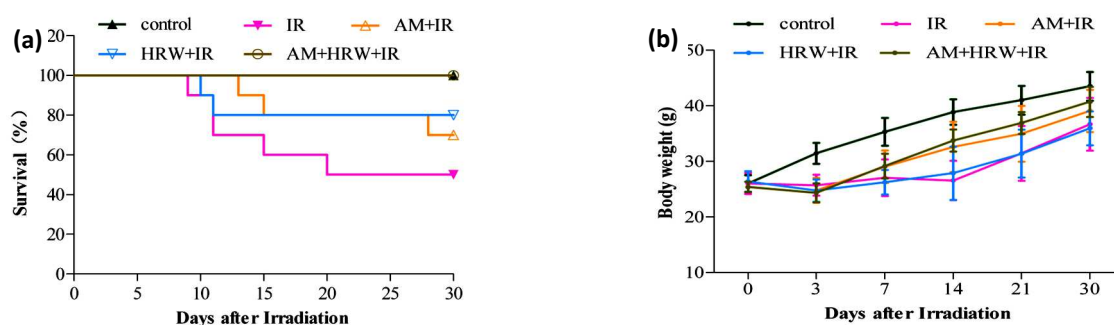 (a)
control IR AM+IR
HRW+IR AM+HRW+IR
Survival (%)
20
100
80
60
40
20
0
0 5 10 15 20 25 30
Days after Irradiation
(b)
control IR AM+IR
HRW+IR AM+HRW+IR
Body weight (g)
50
40
30
20
10
0 3 7 14 21 30
Days after Irradiation